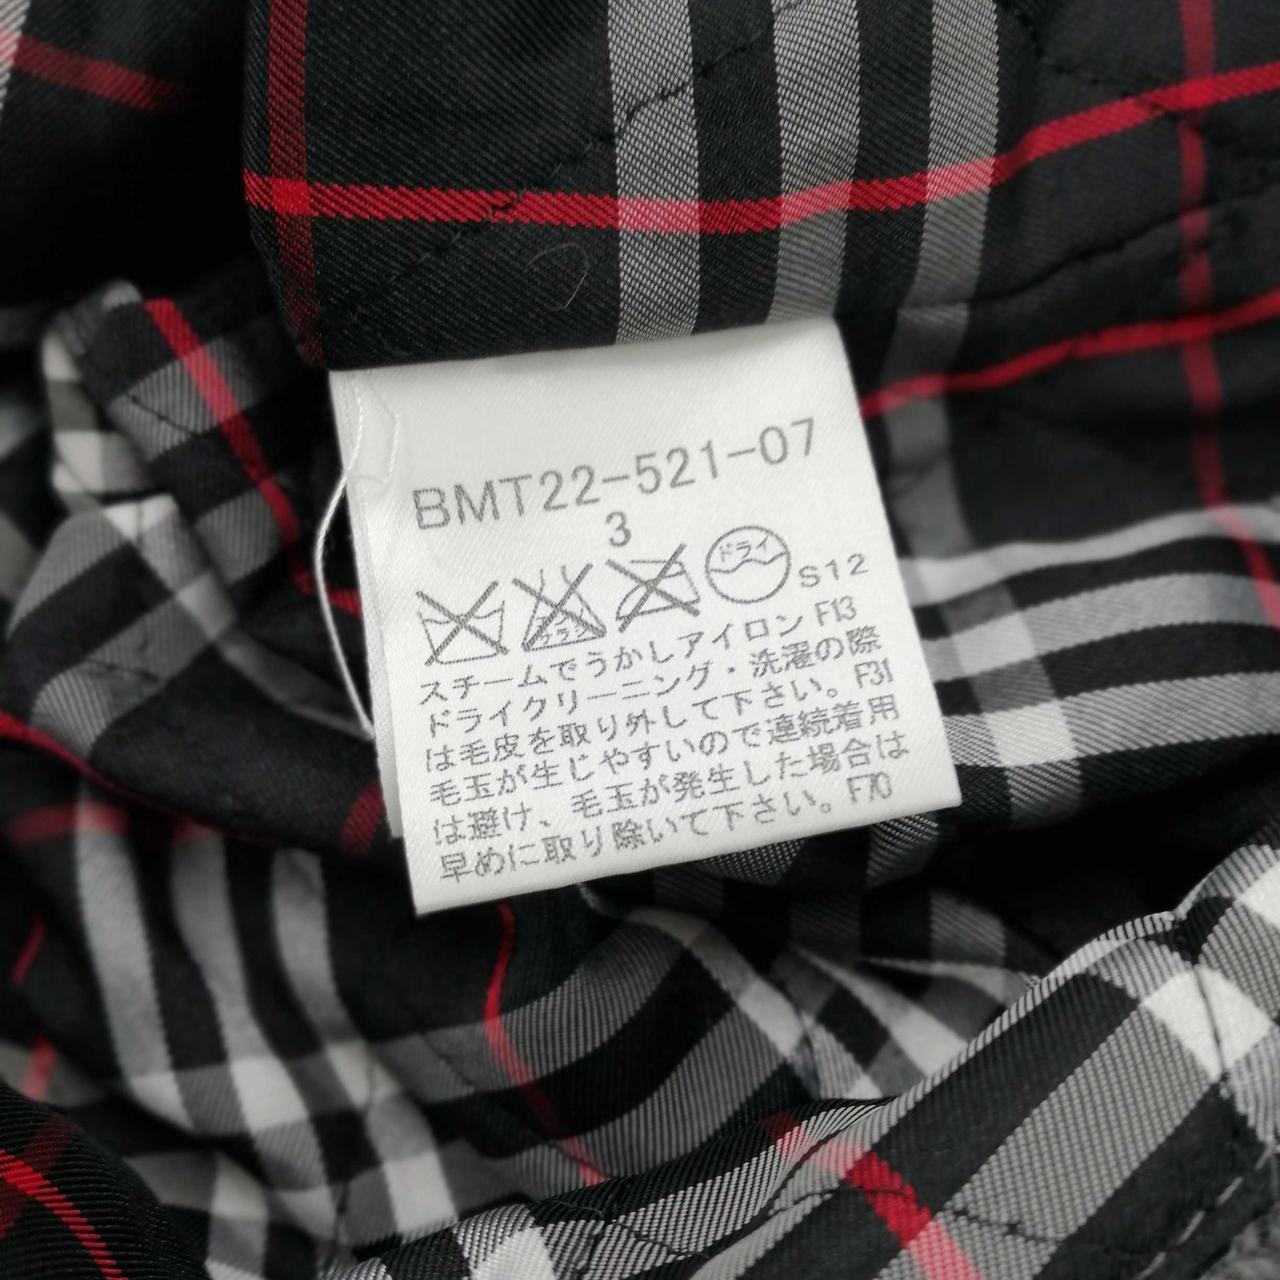 BMT22-521-07
3
エンソ
ドライ
S12
スチームでうかしアイロン F13
ドライクリーニング・洗濯の際
は毛皮を取り外して下さい。F31
毛玉が生じやすいので連続着用
は避け、毛玉が発生した場合は
早めに取り除いて下さい。F70